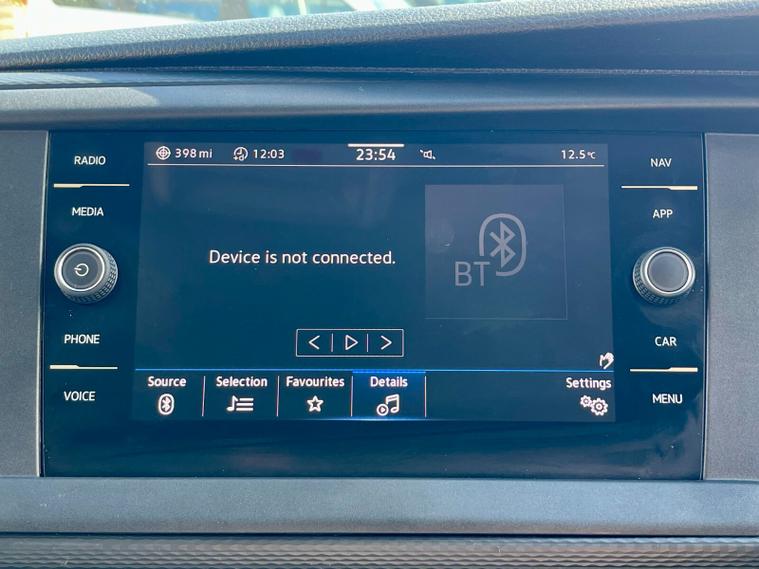 RADIO
398 mi
12:03
23:54
12.5°C
NAV
MEDIA
APP
Device is not connected.
BT
PHONE
CAR
VOICE
Source
Selection
Favourites
Details
Settings
MENU